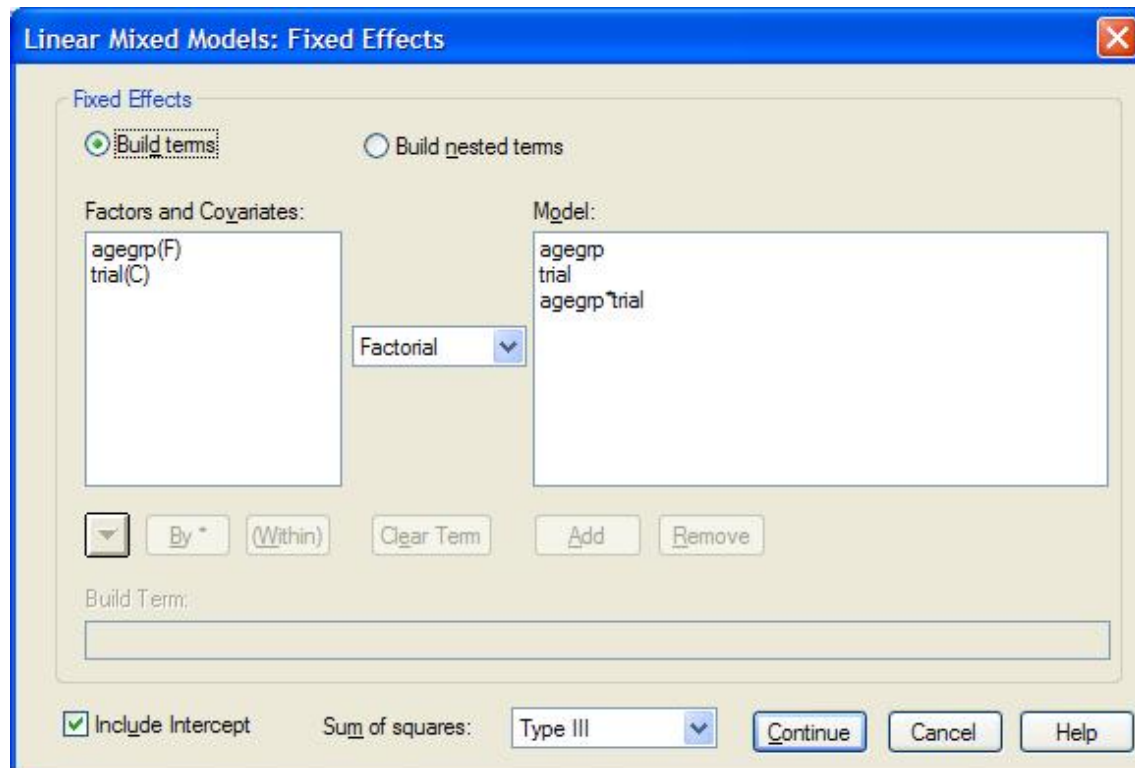 Linear Mixed Models: Fixed Effects
Fixed Effects
Build terms
Build nested terms
Factors and Covariates:
Model:
agegrp(F)
trial(C)
agegrp
trial
agegrp*trial
Factorial
By *
(Within)
Clear Term
Add
Remove
Build Term:
Include Intercept
Sum of squares:
Type III
Continue
Cancel
Help